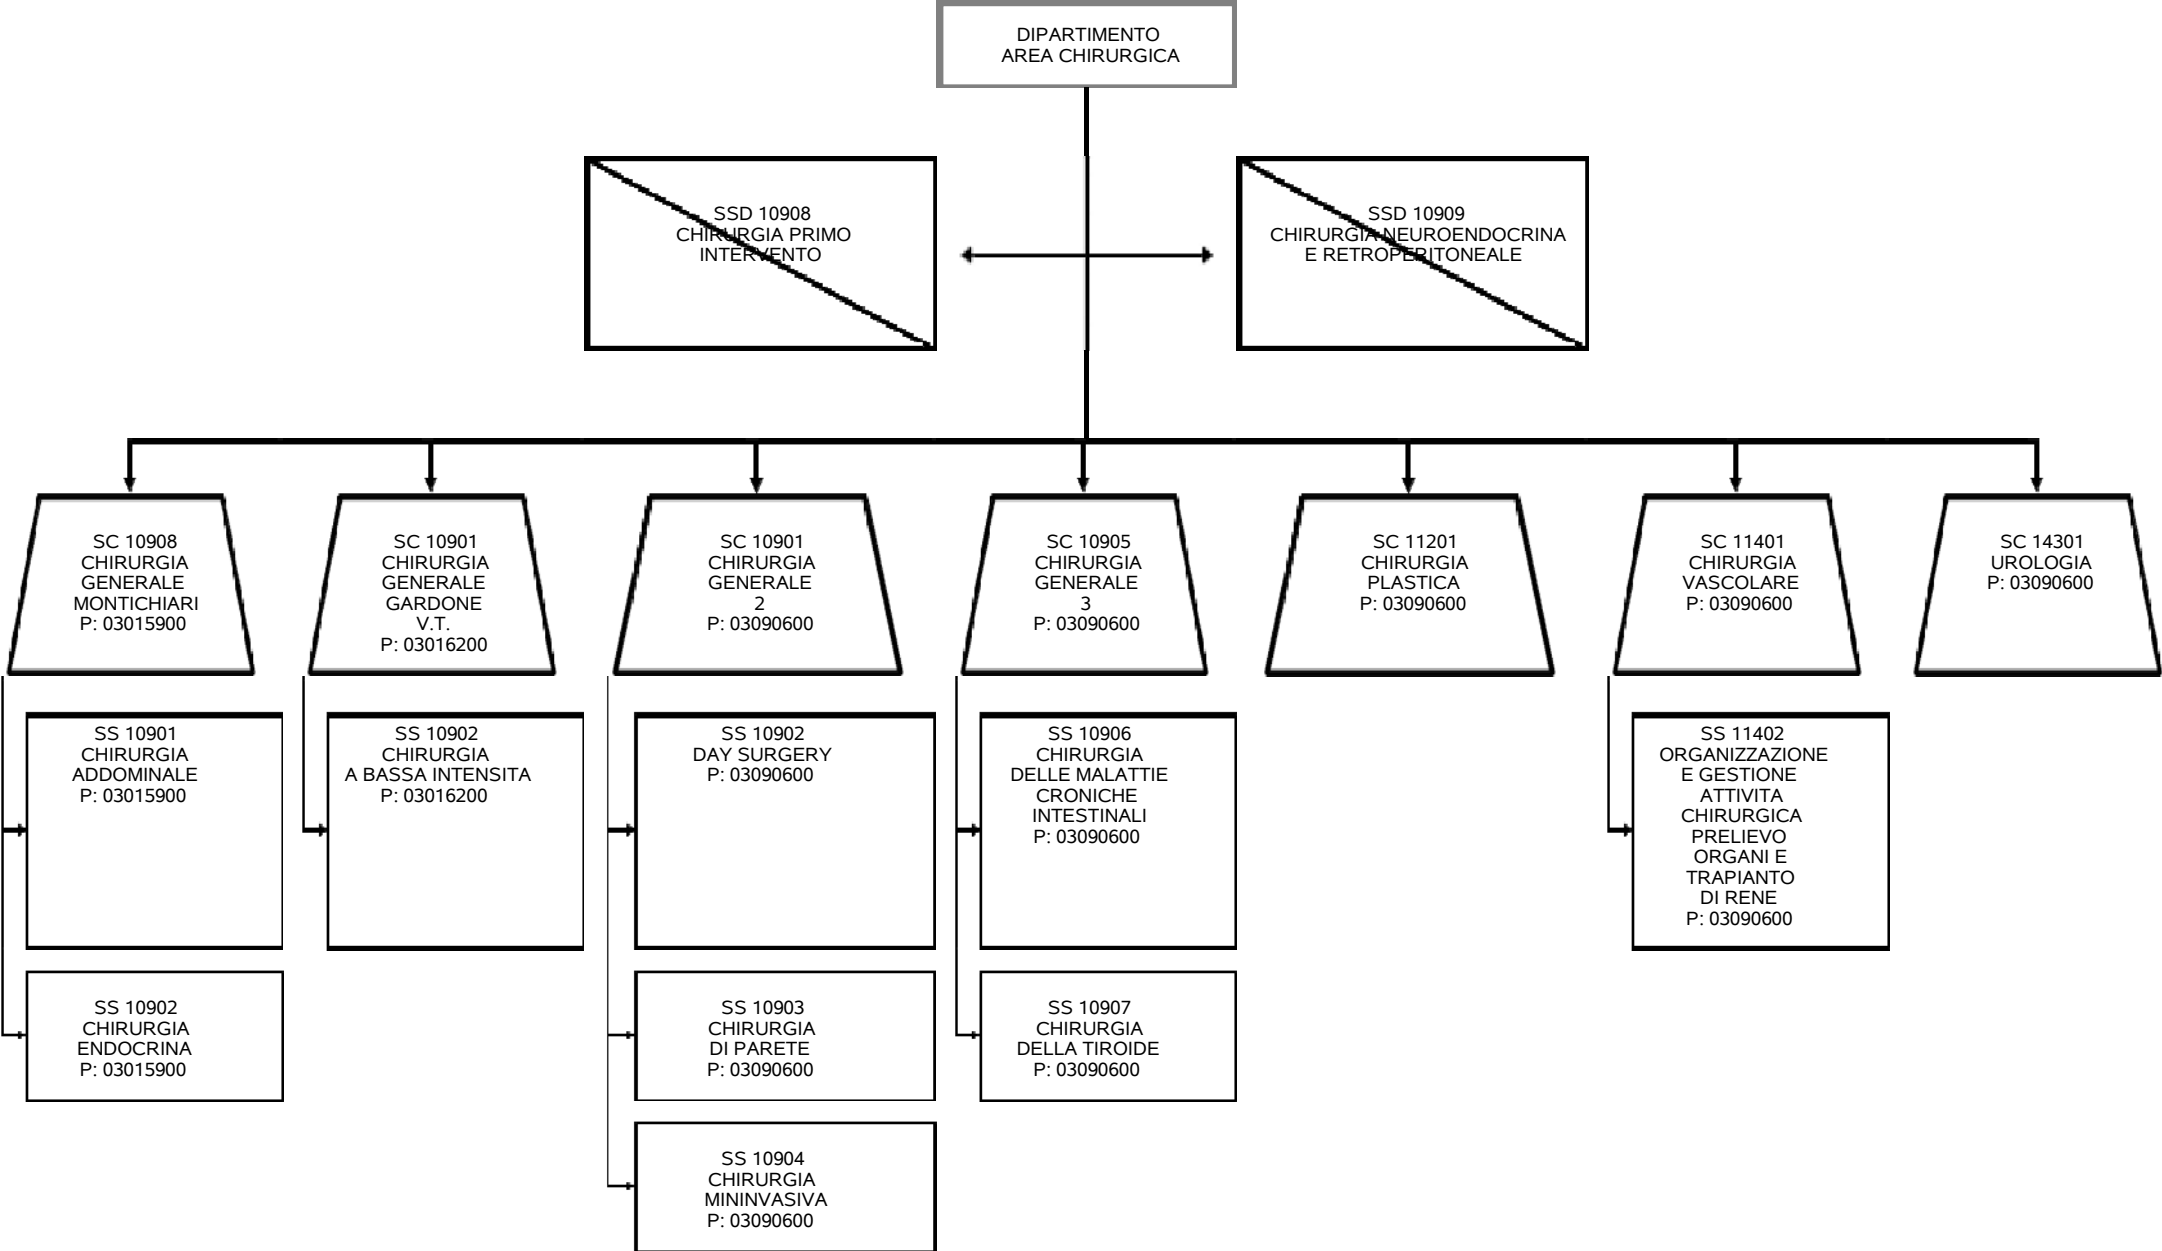 DIPARTIMENTO
AREA CHIRURGICA
SSD 10908
CHIRURGIA PRIMO
INTERVENTO
SSD 10909
CHIRURGIA NEUROENDOCRINA
E RETROPERITONEALE
SC 10908
CHIRURGIA
GENERALE
MONTICHIARI
P: 03015900
SC 10901
CHIRURGIA
GENERALE
GARDONE
V.T.
P: 03016200
SC 10901
CHIRURGIA
GENERALE
2
P: 03090600
SC 10905
CHIRURGIA
GENERALE
3
P: 03090600
SC 11201
CHIRURGIA
PLASTICA
P: 03090600
SC 11401
CHIRURGIA
VASCOLARE
P: 03090600
SC 14301
UROLOGIA
P: 03090600
SS 10901
CHIRURGIA
ADDOMINALE
P: 03015900
SS 10902
CHIRURGIA
A BASSA INTENSITA
P: 03016200
SS 10902
DAY SURGERY
P: 03090600
SS 10906
CHIRURGIA
DELLE MALATTIE
CRONICHE
INTESTINALI
P: 03090600
SS 11402
ORGANIZZAZIONE
E GESTIONE
ATTIVITA
CHIRURGICA
PRELIEVO
ORGANI E
TRAPIANTO
DI RENE
P: 03090600
SS 10902
CHIRURGIA
ENDOCRINA
P: 03015900
SS 10903
CHIRURGIA
DI PARETE
P: 03090600
SS 10907
CHIRURGIA
DELLA TIROIDE
P: 03090600
SS 10904
CHIRURGIA
MININVASIVA
P: 03090600